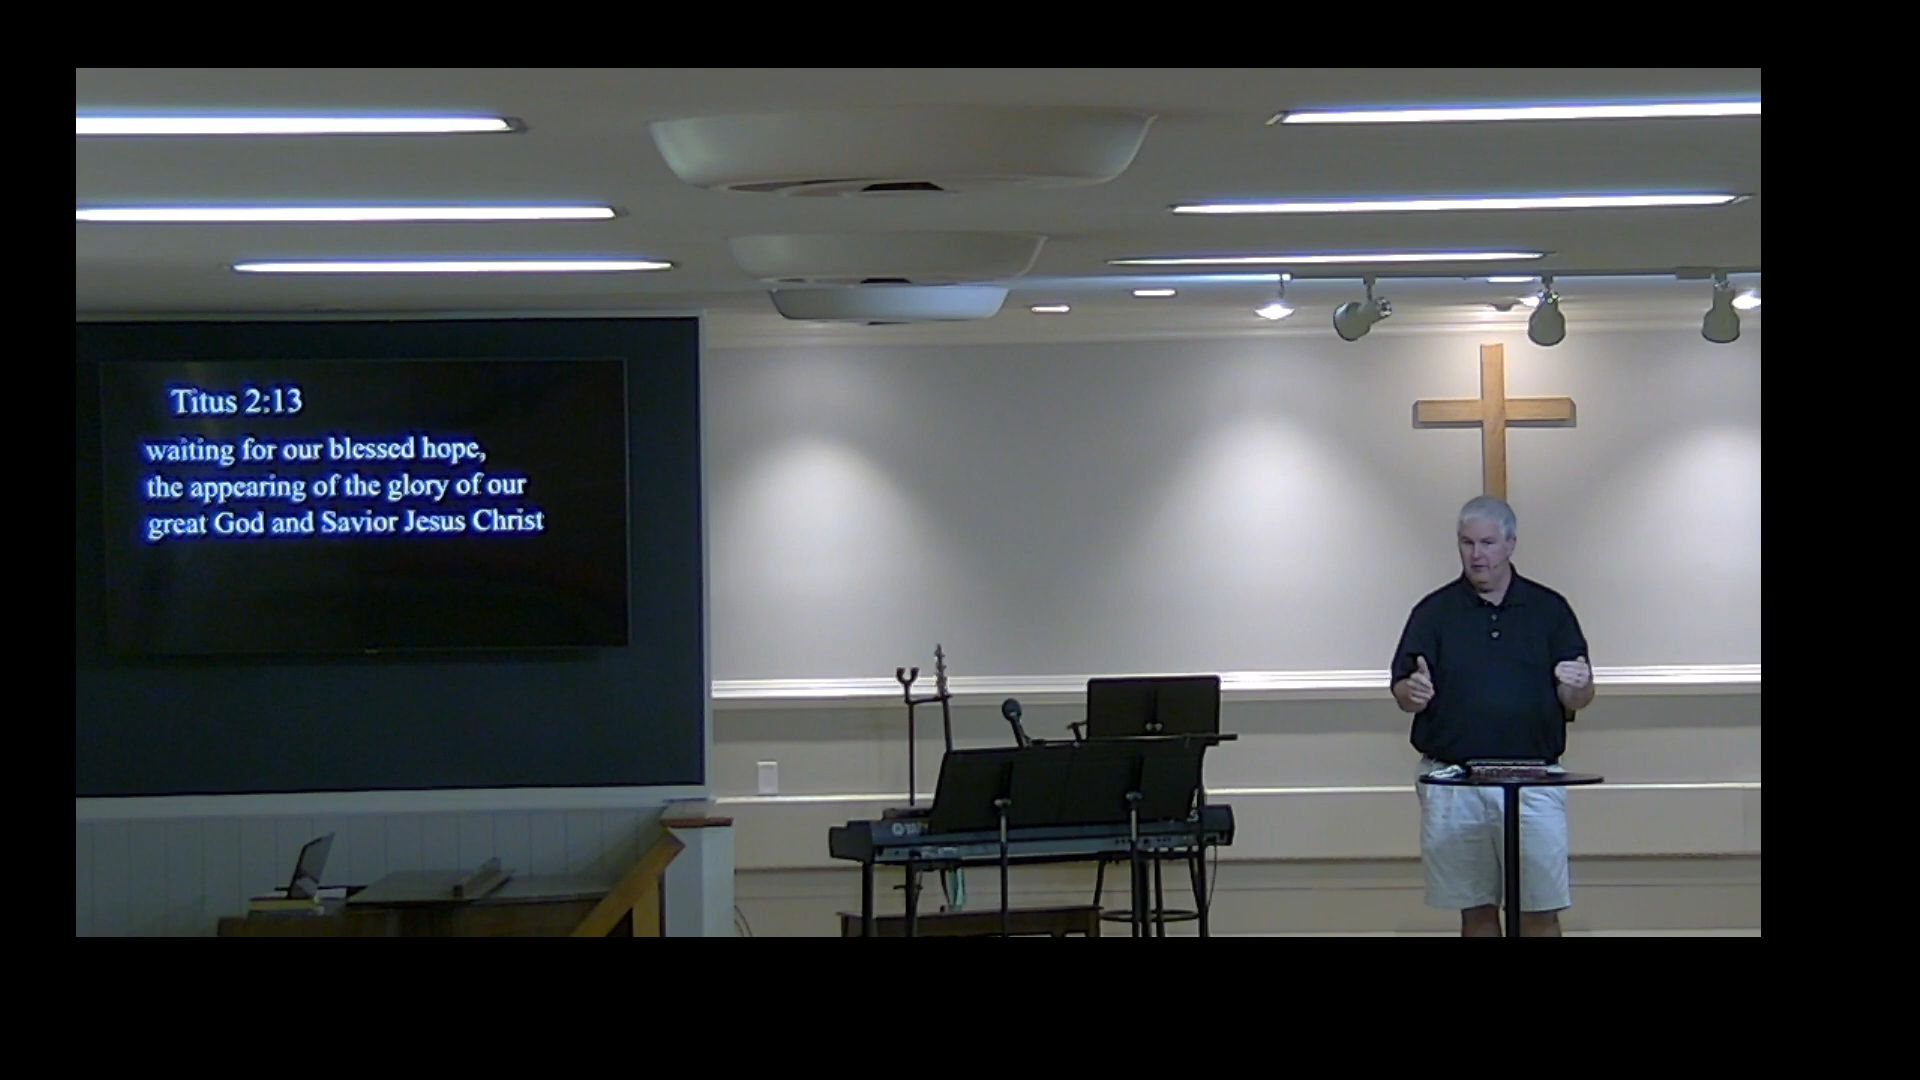 Titus 2:13
waiting for our blessed hope,
the appearing of the glory of our
great God and Savior Jesus Christ